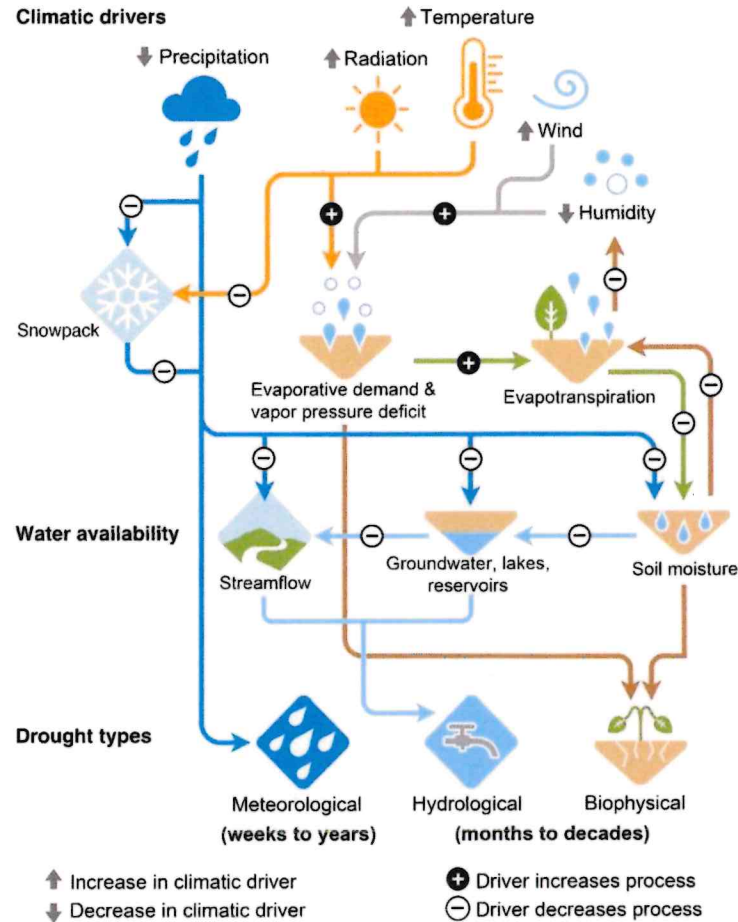 Climatic drivers
Temperature
Precipitation
Radiation
Wind
Humidity
Snowpack
Evaporative demand &
vapor pressure deficit
Evapotranspiration
Water availability
Streamflow
Groundwater, lakes,
reservoirs
Soil moisture
Drought types
Meteorological
Hydrological
Biophysical
(weeks to years)
(months to decades)
Increase in climatic driver
Driver increases process
Decrease in climatic driver
Driver decreases process